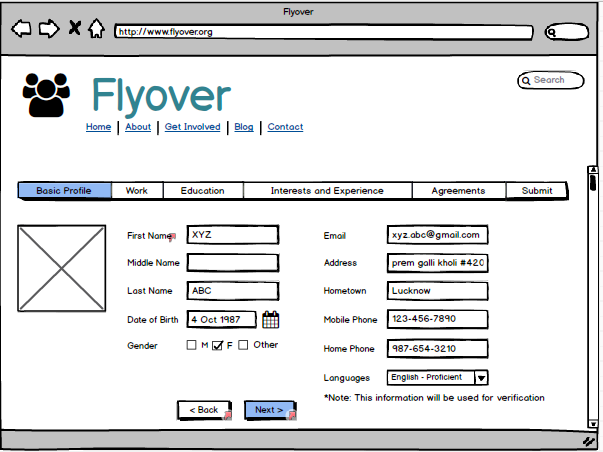 Flyover
http://www.flyover.org
Search
Flyover
Home | About | Get Involved | Blog | Contact
Basic Profile Work Education Interests and Experience Agreements Submit
First Name XYZ Email xyz.abc@gmail.com
Middle Name Address prem galli kholi #420
Last Name ABC Hometown Lucknow
Date of Birth 4 Oct 1987 Mobile Phone 123-456-7890
Gender M F Other Home Phone 987-654-3210
Languages English - Proficient
*Note: This information will be used for verification
< Back Next >